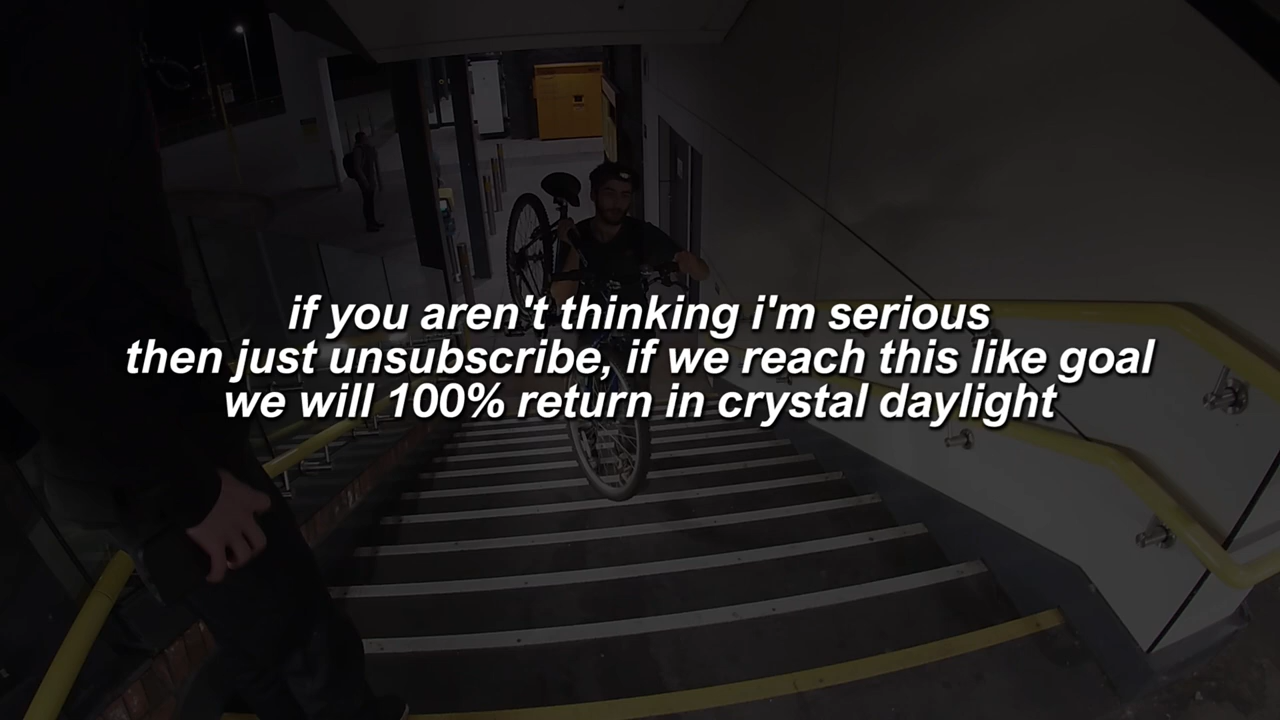 if you aren't thinking i'm serious
then just unsubscribe, if we reach this like goal
we will 100% return in crystal daylight